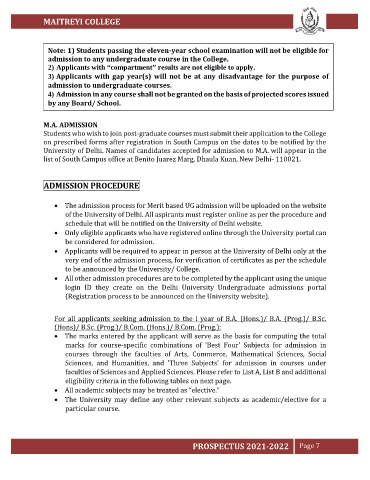 MAITREYI COLLEGE
Note: 1) Students passing the eleven-year school examination will not be eligible for
admission to any undergraduate course in the College.
2) Applicants with “compartment” results are not eligible to apply.
3) Applicants with gap year(s) will not be at any disadvantage for the purpose of
admission to undergraduate courses.
4) Admission in any course shall not be granted on the basis of projected scores issued
by any Board/ School.
M.A. ADMISSION
Students who wish to join post-graduate courses must submit their application to the College
on prescribed forms after registration in South Campus on the dates to be notified by the
University of Delhi. Names of candidates accepted for admission to M.A. will appear in the
list of South Campus office at Benito Juarez Marg, Dhaula Kuan, New Delhi- 110021.
ADMISSION PROCEDURE
• The admission process for Merit based UG admission will be uploaded on the website
of the University of Delhi. All aspirants must register online as per the procedure and
schedule that will be notified on the University of Delhi website.
• Only eligible applicants who have registered online through the University portal can
be considered for admission.
• Applicants will be required to appear in person at the University of Delhi only at the
very end of the admission process, for verification of certificates as per the schedule
to be announced by the University/ College.
• All other admission procedures are to be completed by the applicant using the unique
login ID they create on the Delhi University Undergraduate admissions portal
(Registration process to be announced on the University website).
For all applicants seeking admission to the I year of B.A. (Hons.)/ B.A. (Prog.)/ B.Sc.
(Hons)/ B.Sc. (Prog.)/ B.Com. (Hons.)/ B.Com. (Prog.):
• The marks entered by the applicant will serve as the basis for computing the total
marks for course-specific combinations of 'Best Four' Subjects for admission in
courses through the faculties of Arts, Commerce, Mathematical Sciences, Social
Sciences, and Humanities, and 'Three Subjects' for admission in courses under
faculties of Sciences and Applied Sciences. Please refer to List A, List B and additional
eligibility criteria in the following tables on next page.
• All academic subjects may be treated as "elective."
• The University may define any other relevant subjects as academic/elective for a
particular course.
PROSPECTUS 2021-2022 Page 7